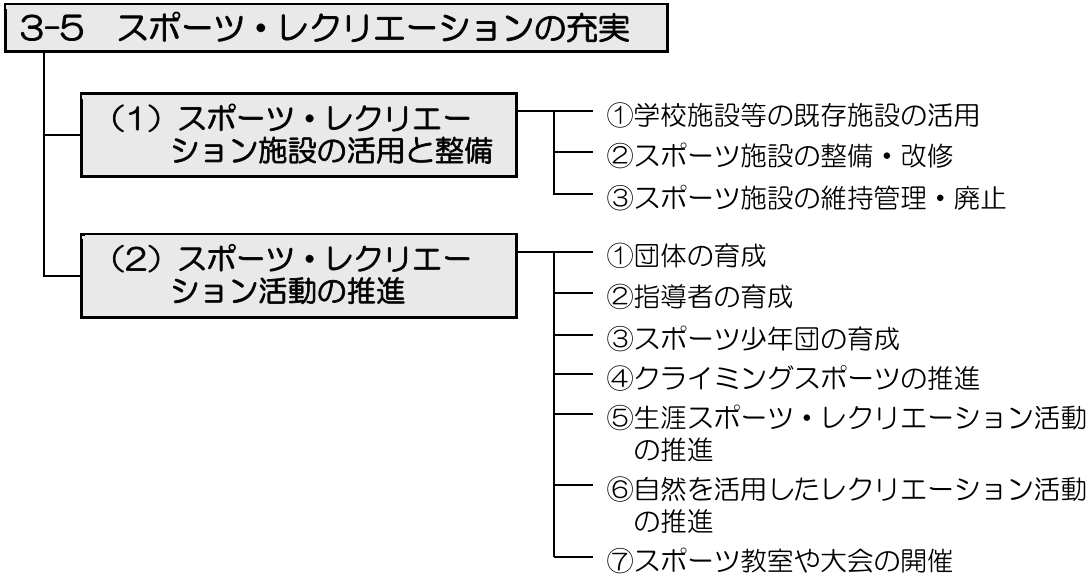 3-5　スポーツ・レクリエーションの充実
（1）スポーツ・レクリエー
ション施設の活用と整備
①学校施設等の既存施設の活用
②スポーツ施設の整備・改修
③スポーツ施設の維持管理・廃止
（2）スポーツ・レクリエー
ション活動の推進
①団体の育成
②指導者の育成
③スポーツ少年団の育成
④クライミングスポーツの推進
⑤生涯スポーツ・レクリエーション活動
の推進
⑥自然を活用したレクリエーション活動
の推進
⑦スポーツ教室や大会の開催